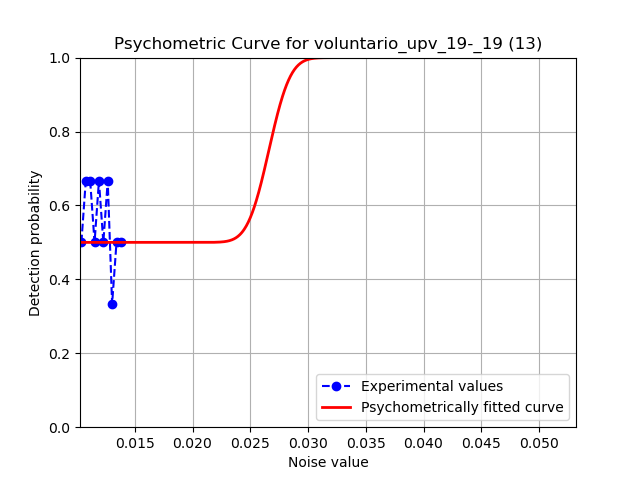 Psychometric Curve for voluntario_upv_19-_19 (13)
1.0
0.8
0.6
0.4
0.2
0.0
Detection probability
Experimental values
Psychometrically fitted curve
0.015 0.020 0.025 0.030 0.035 0.040 0.045 0.050
Noise value